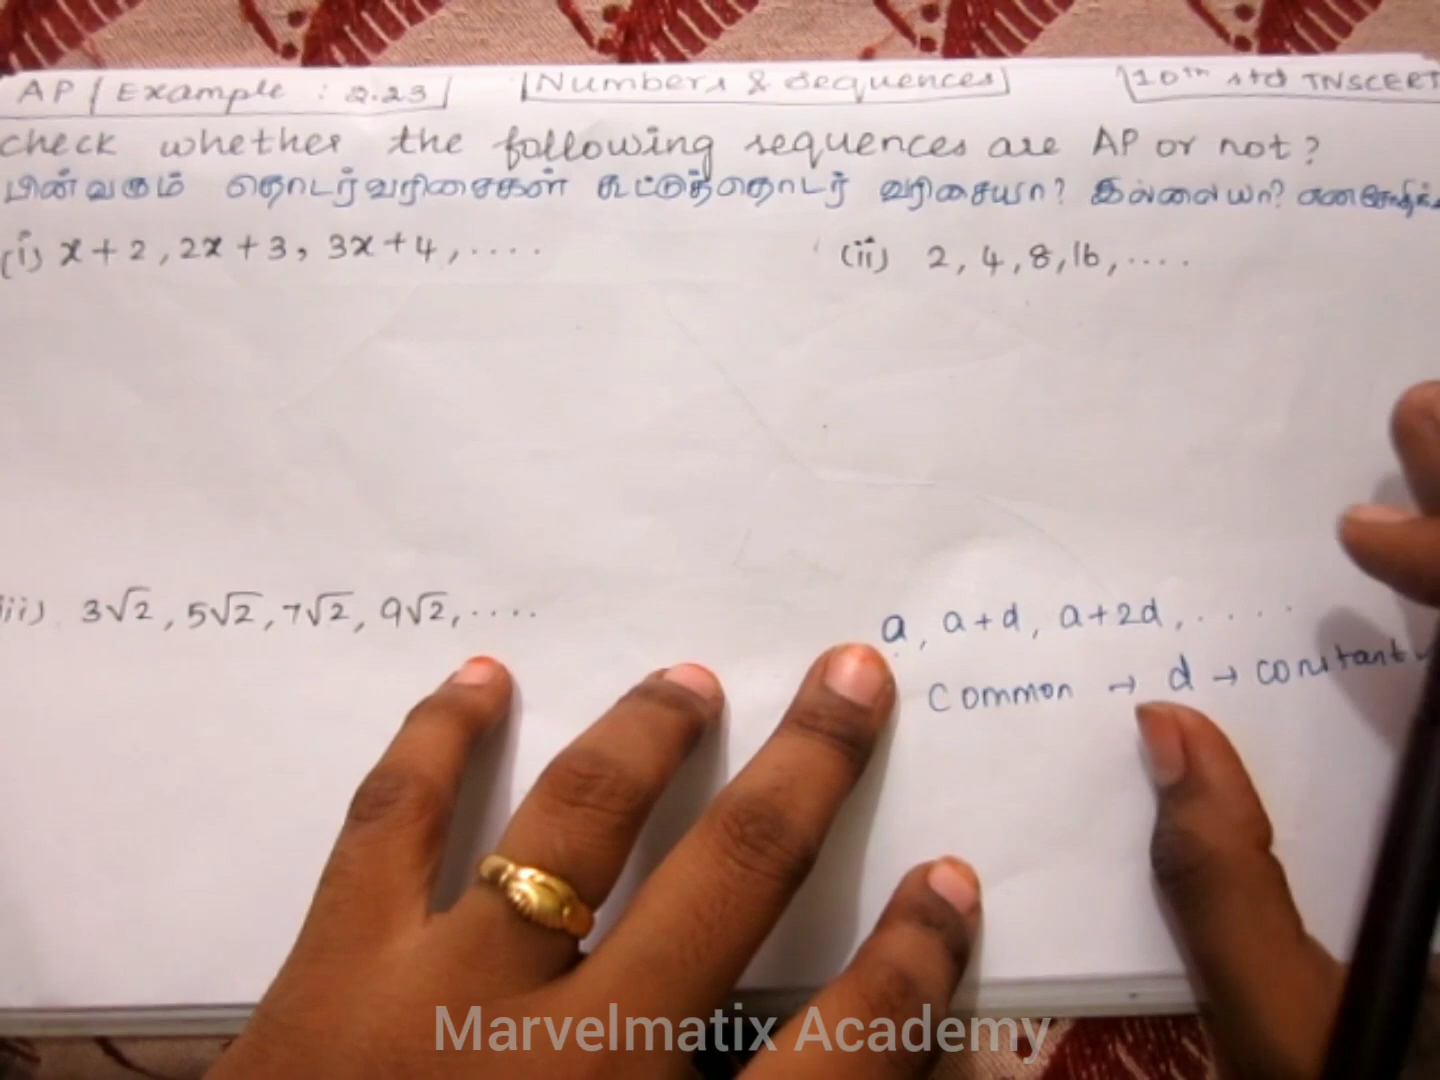 AP / Example : 2.23
Numbers & sequences
10th std TNSCERT
check whether the following sequences are AP or not?
பின்வரும் தொடர்வரிசைகள் கூட்டுத்தொடர் வரிசையா? இல்லையா?
(i) x + 2 , 2x + 3 , 3x + 4 , ....
(ii) 2, 4, 8, 16, ....
iii) 3√2 , 5√2 , 7√2 , 9√2, ....
a , a + d , a + 2d , .....
Common → d → constant
Marvelmatix Academy